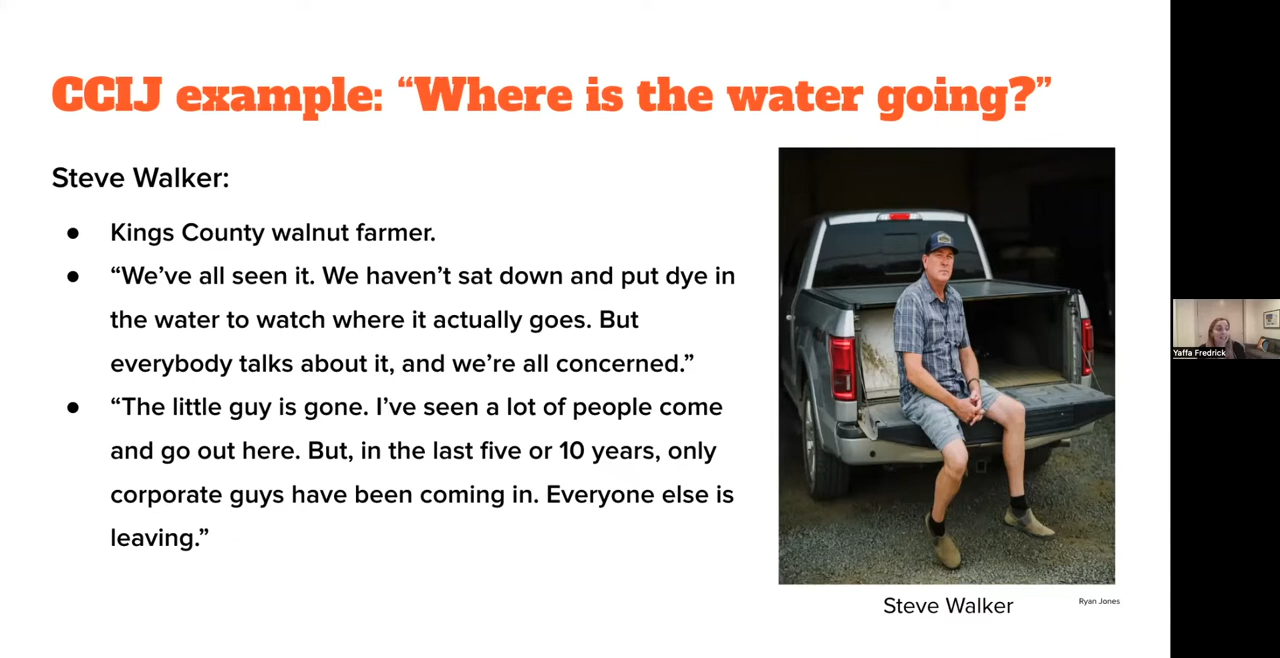 CCIJ example: “Where is the water going?”
Steve Walker:
● Kings County walnut farmer.
● “We’ve all seen it. We haven’t sat down and put dye in
the water to watch where it actually goes. But
everybody talks about it, and we’re all concerned.”
● “The little guy is gone. I’ve seen a lot of people come
and go out here. But, in the last five or 10 years, only
corporate guys have been coming in. Everyone else is
leaving.”
Steve Walker
Ryan Jones
Yaffa Fredrick